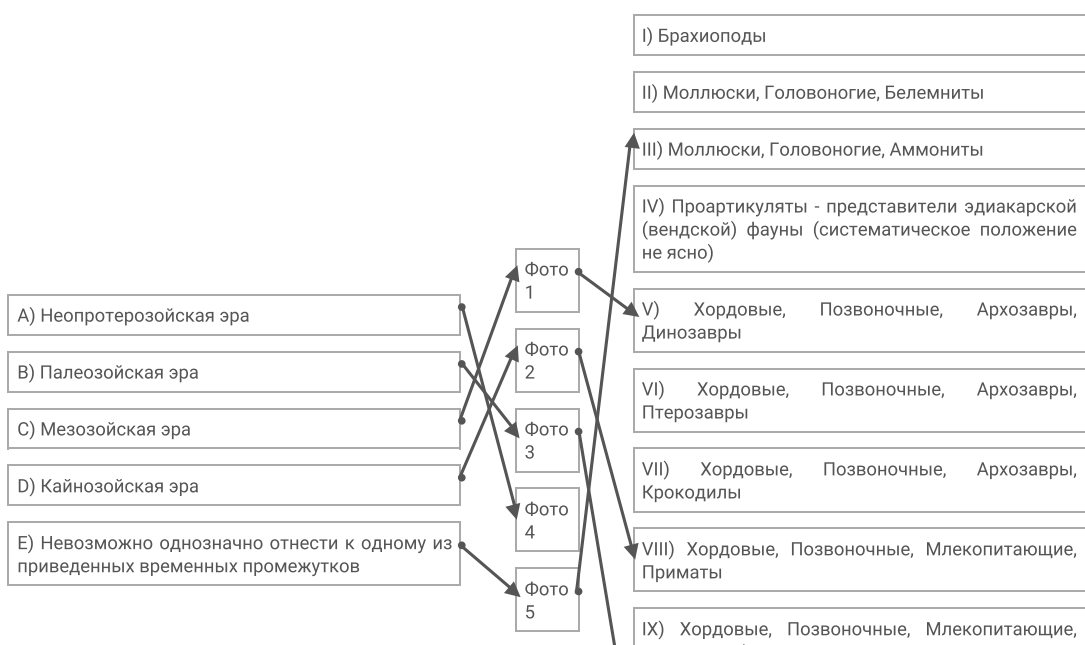 I) Брахиоподы
II) Моллюски, Головоногие, Белемниты
III) Моллюски, Головоногие, Аммониты
IV) Проартикуляты - представители эдиакарской
(вендской) фауны (систематическое положение
не ясно)
V) Хордовые, Позвоночные, Архозавры,
Динозавры
VI) Хордовые, Позвоночные, Архозавры,
Птерозавры
VII) Хордовые, Позвоночные, Архозавры,
Крокодилы
VIII) Хордовые, Позвоночные, Млекопитающие,
Приматы
IX) Хордовые, Позвоночные, Млекопитающие,
Фото
1
Фото
2
Фото
3
Фото
4
Фото
5
A) Неопротерозойская эра
B) Палеозойская эра
C) Мезозойская эра
D) Кайнозойская эра
E) Невозможно однозначно отнести к одному из
приведенных временных промежутков